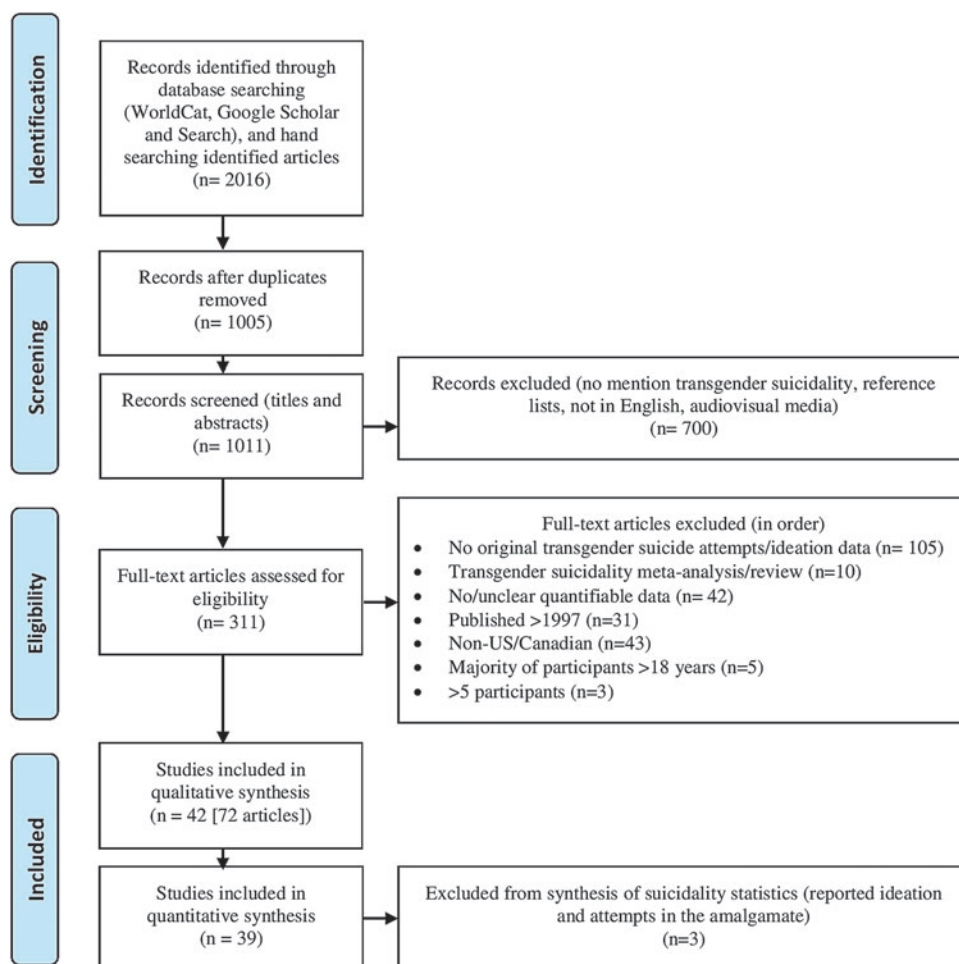 Identification
Records identified through
database searching
(WorldCat, Google Scholar
and Search), and hand
searching identified articles
(n= 2016)
Screening
Records after duplicates
removed
(n= 1005)
Records screened (titles and
abstracts)
(n= 1011)
Records excluded (no mention transgender suicidality, reference
lists, not in English, audiovisual media)
(n= 700)
Eligibility
Full-text articles assessed for
eligibility
(n= 311)
Full-text articles excluded (in order)
• No original transgender suicide attempts/ideation data (n= 105)
• Transgender suicidality meta-analysis/review (n=10)
• No/unclear quantifiable data (n= 42)
• Published >1997 (n=31)
• Non-US/Canadian (n=43)
• Majority of participants >18 years (n=5)
• >5 participants (n=3)
Included
Studies included in
qualitative synthesis
(n = 42 [72 articles])
Studies included in
quantitative synthesis
(n = 39)
Excluded from synthesis of suicidality statistics (reported ideation
and attempts in the amalgamate)
(n=3)